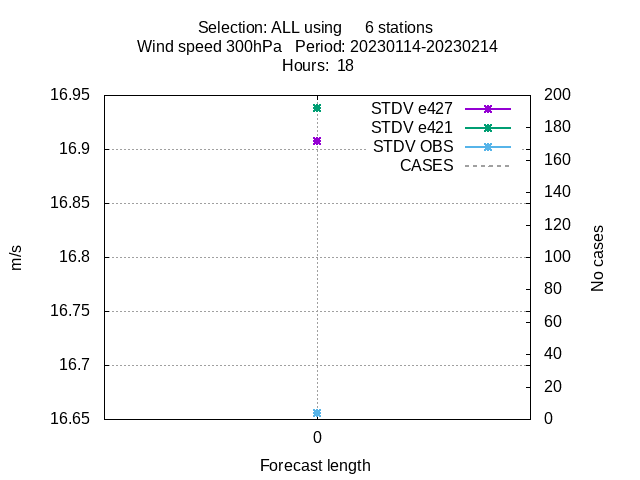 Selection: ALL using 6 stations
Wind speed 300hPa Period: 20230114-20230214
Hours: 18
STDV e427
STDV e421
STDV OBS
CASES
16.95
16.9
16.85
16.8
16.75
16.7
16.65
200
180
160
140
120
100
80
60
40
20
0
m/s
No cases
0
Forecast length